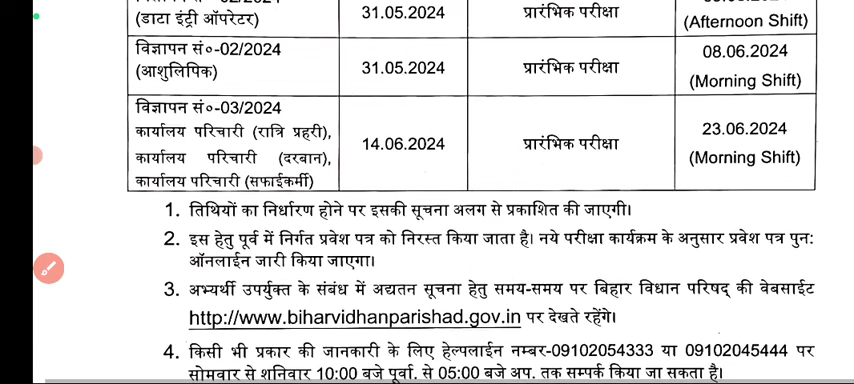 (डाटा इंट्री ऑपरेटर) 31.05.2024 प्रारंभिक परीक्षा (Afternoon Shift)
विज्ञापन सं०-02/2024
(आशुलिपिक) 31.05.2024 प्रारंभिक परीक्षा 08.06.2024
(Morning Shift)
विज्ञापन सं०-03/2024
कार्यालय परिचारी (रात्रि प्रहरी),
कार्यालय परिचारी (दरबान),
कार्यालय परिचारी (सफाईकर्मी) 14.06.2024 प्रारंभिक परीक्षा 23.06.2024
(Morning Shift)
1. तिथियों का निर्धारण होने पर इसकी सूचना अलग से प्रकाशित की जाएगी।
2. इस हेतु पूर्व में निर्गत प्रवेश पत्र को निरस्त किया जाता है। नये परीक्षा कार्यक्रम के अनुसार प्रवेश पत्र पुन:
ऑनलाईन जारी किया जाएगा।
3. अभ्यर्थी उपर्युक्त के संबंध में अद्यतन सूचना हेतु समय-समय पर बिहार विधान परिषद् की वेबसाईट
http://www.biharvidhanparishad.gov.in पर देखते रहेंगे।
4. किसी भी प्रकार की जानकारी के लिए हेल्पलाईन नम्बर-09102054333 या 09102045444 पर
सोमवार से शनिवार 10:00 बजे पूर्वा. से 05:00 बजे अप. तक सम्पर्क किया जा सकता है।